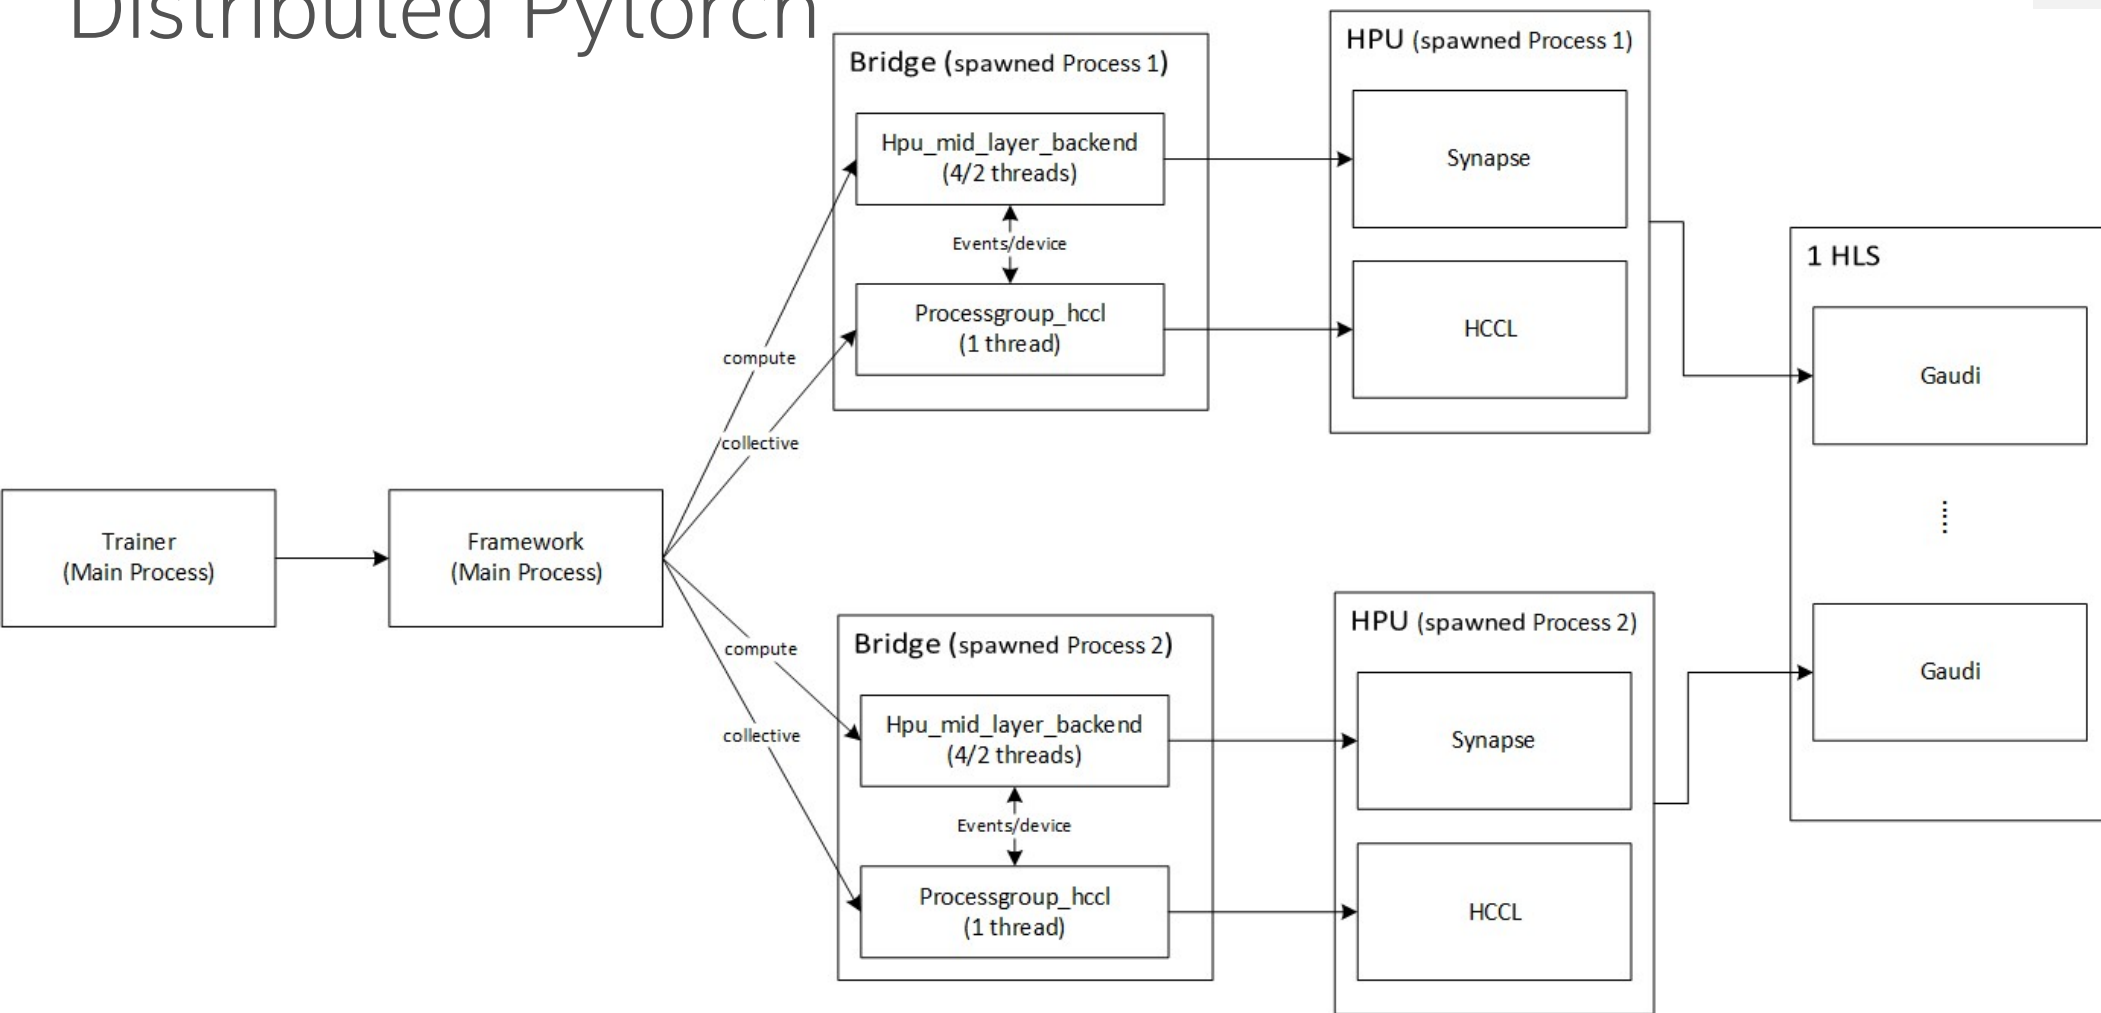 Distributed Pytorch
Bridge (spawned Process 1)
Hpu_mid_layer_backend
(4/2 threads)
Events/device
Processgroup_hccl
(1 thread)
HPU (spawned Process 1)
Synapse
HCCL
1 HLS
Gaudi
Gaudi
compute
collective
Trainer
(Main Process)
Framework
(Main Process)
compute
collective
Bridge (spawned Process 2)
Hpu_mid_layer_backend
(4/2 threads)
Events/device
Processgroup_hccl
(1 thread)
HPU (spawned Process 2)
Synapse
HCCL